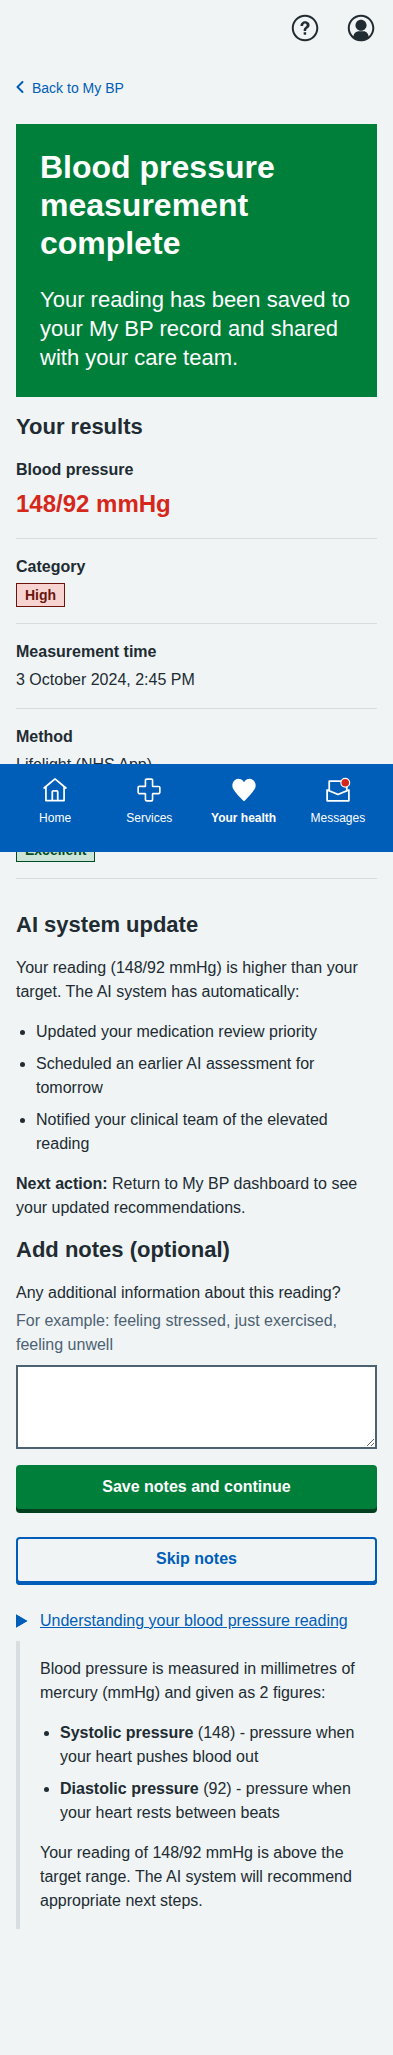 Back to My BP
Blood pressure
measurement
complete
Your reading has been saved to
your My BP record and shared
with your care team.
Your results
Blood pressure
148/92 mmHg
Category
High
Measurement time
3 October 2024, 2:45 PM
Method
Lifelight (NHS App)
Home
Services
Your health
Messages
Excellent
AI system update
Your reading (148/92 mmHg) is higher than your
target. The AI system has automatically:
• Updated your medication review priority
• Scheduled an earlier AI assessment for
tomorrow
• Notified your clinical team of the elevated
reading
Next action: Return to My BP dashboard to see
your updated recommendations.
Add notes (optional)
Any additional information about this reading?
For example: feeling stressed, just exercised,
feeling unwell
Save notes and continue
Skip notes
Understanding your blood pressure reading
Blood pressure is measured in millimetres of
mercury (mmHg) and given as 2 figures:
• Systolic pressure (148) - pressure when
your heart pushes blood out
• Diastolic pressure (92) - pressure when
your heart rests between beats
Your reading of 148/92 mmHg is above the
target range. The AI system will recommend
appropriate next steps.